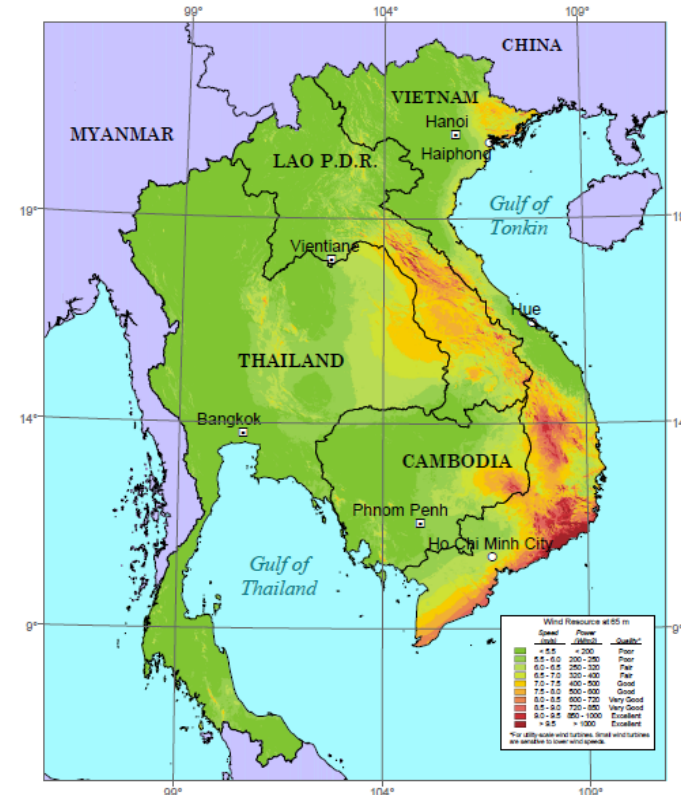 99°
104°
109°
CHINA
VIETNAM
Hanoi
MYANMAR
Haiphong
LAO P.D.R.
19°
Gulf of
Tonkin
Vientiane
Hue
THAILAND
14°
Bangkok
CAMBODIA
Phnom Penh
Ho Chi Minh City
Gulf of
Thailand
9°
Wind Resource at 65 m
Speed Power
(m/s) (W/m2) Quality*
< 5.5 < 200 Poor
5.5 - 6.0 200 - 250 Poor
6.0 - 6.5 250 - 320 Fair
6.5 - 7.0 320 - 400 Fair
7.0 - 7.5 400 - 500 Good
7.5 - 8.0 500 - 600 Good
8.0 - 8.5 600 - 720 Very Good
8.5 - 9.0 720 - 850 Very Good
9.0 - 9.5 850 - 1000 Excellent
> 9.5 > 1000 Excellent
*For utility-scale wind turbines. Small wind turbines
are sensitive to lower wind speeds.
99°
104°
109°